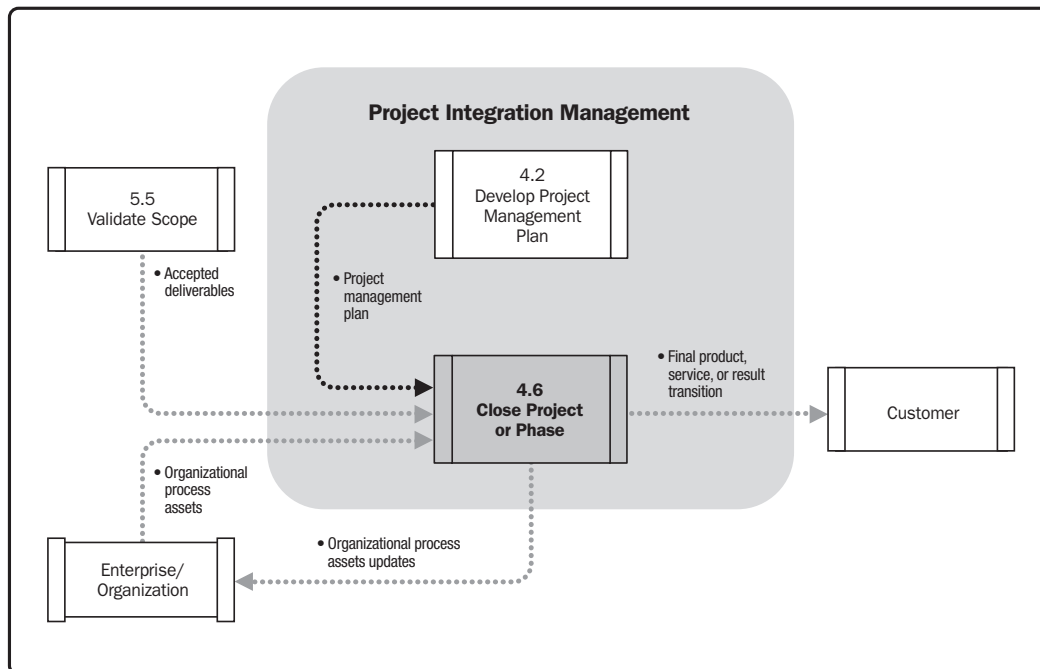 Project Integration Management
5.5
Validate Scope
4.2
Develop Project
Management
Plan
• Accepted
deliverables
• Project
management
plan
4.6
Close Project
or Phase
• Final product,
service, or result
transition
Customer
• Organizational
process
assets
• Organizational process
assets updates
Enterprise/
Organization